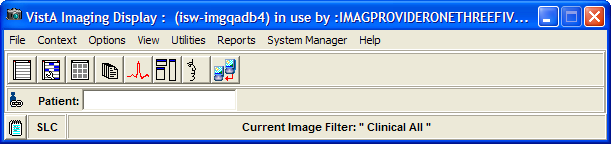 VistA Imaging Display : (isw-imgqadb4) in use by :IMAGPROVIDERONETHREEFIV...
File Context Options View Utilities Reports System Manager Help
Patient:
SLC Current Image Filter: " Clinical All "